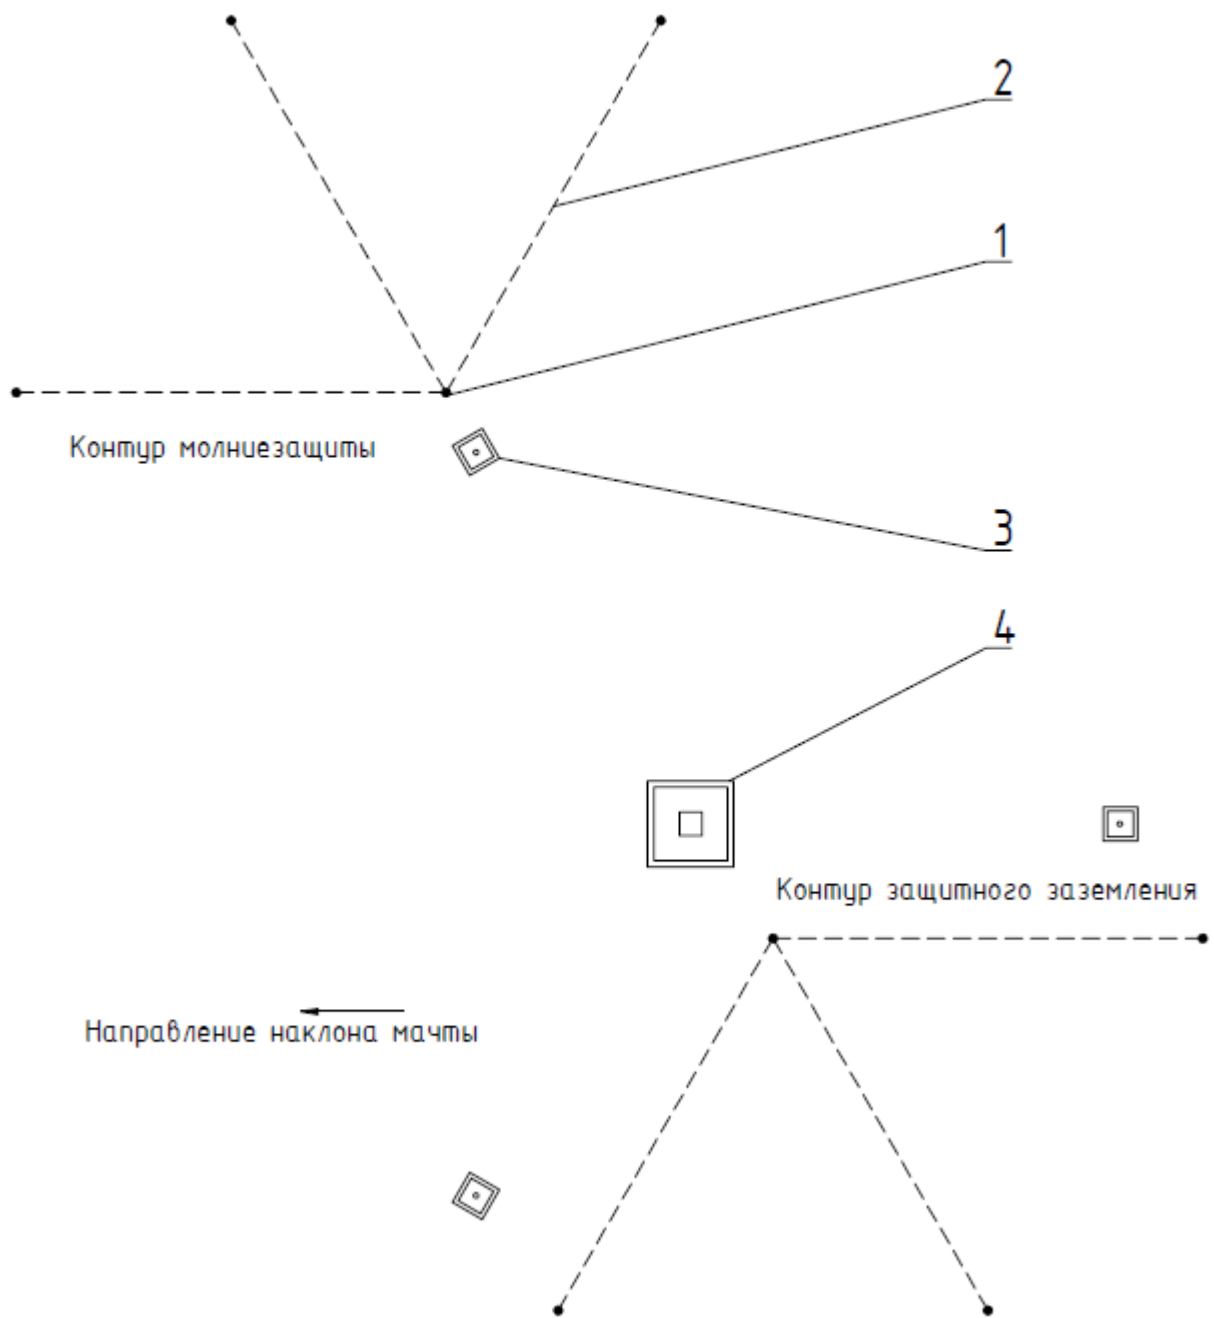 2
1
Контур молниезащиты
3
4
Контур защитного заземления
Направление наклона мачты